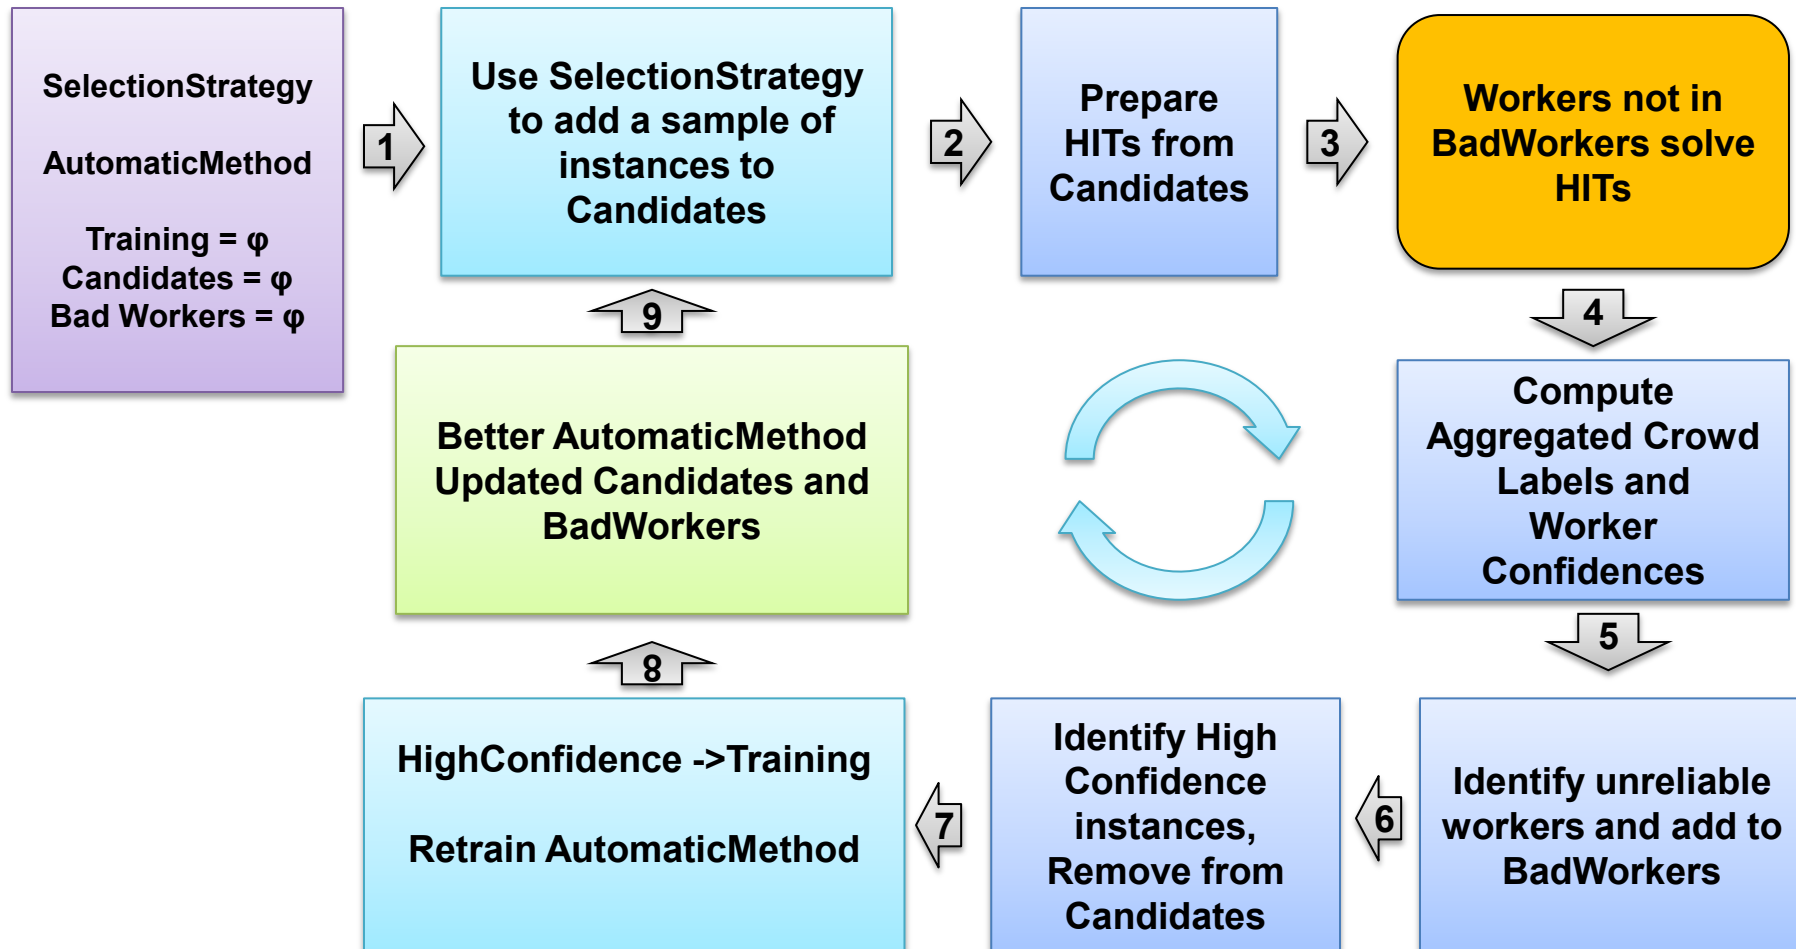 SelectionStrategy
AutomaticMethod
Training = φ
Candidates = φ
Bad Workers = φ
1
Use SelectionStrategy
to add a sample of
instances to
Candidates
2
Prepare
HITs from
Candidates
3
Workers not in
BadWorkers solve
HITs
4
Compute
Aggregated Crowd
Labels and
Worker
Confidences
5
Identify unreliable
workers and add to
BadWorkers
6
Identify High
Confidence
instances,
Remove from
Candidates
7
HighConfidence ->Training
Retrain AutomaticMethod
8
Better AutomaticMethod
Updated Candidates and
BadWorkers
9